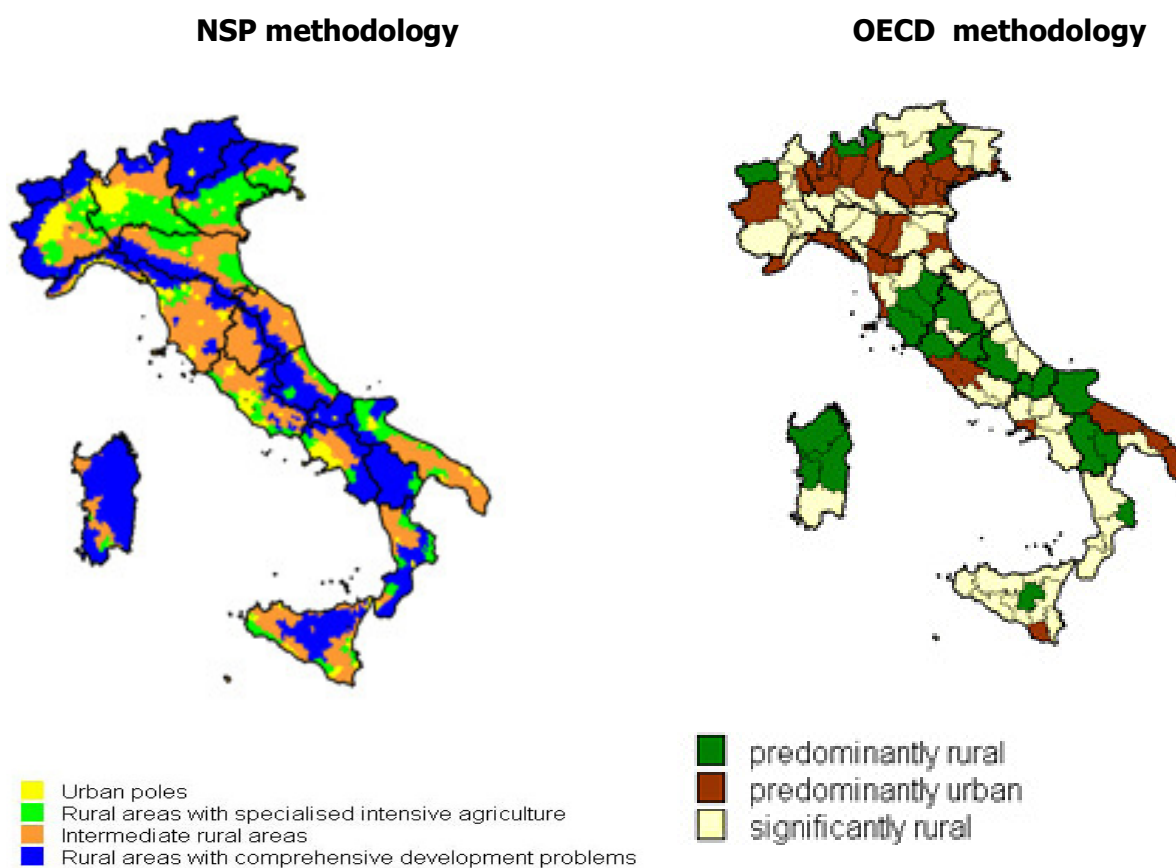 NSP methodology
OECD methodology
Urban poles
Rural areas with specialised intensive agriculture
Intermediate rural areas
Rural areas with comprehensive development problems
predominantly rural
predominantly urban
significantly rural